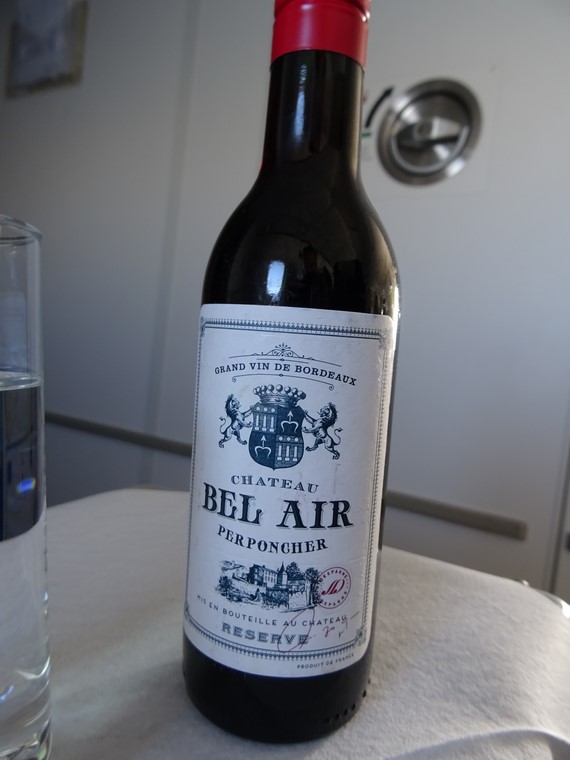 GRAND VIN DE BORDEAUX
CHATEAU
BEL AIR
PERPONCHER
MIS EN BOUTEILLE AU CHATEAU
RESERVE
PRODUIT DE FRANCE